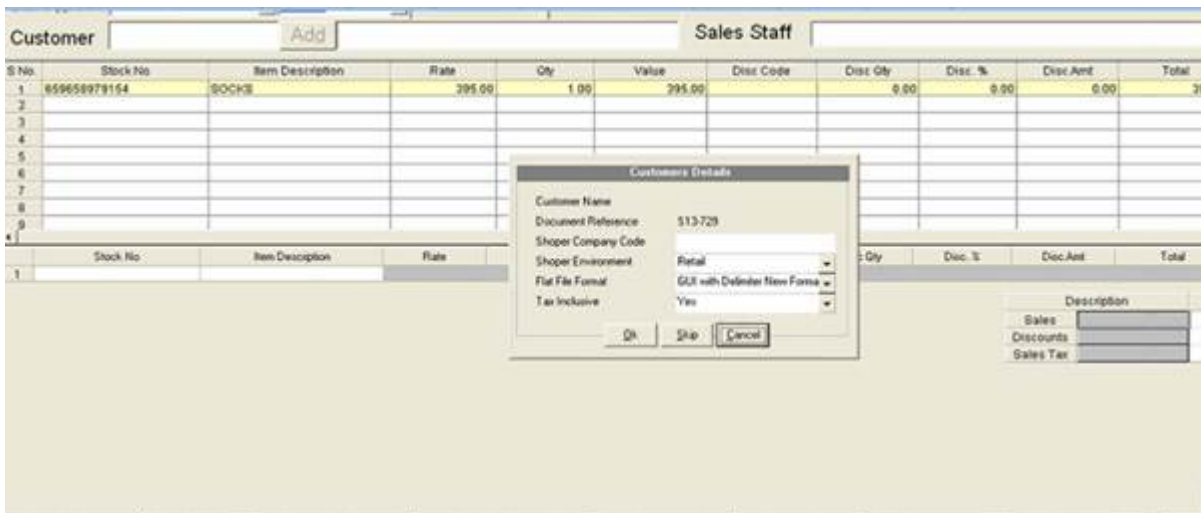 Customer Add Sales Staff
S No. Stock No Item Description Rate Qty Value Disc Code Disc Qty Disc. % Disc Amt Total
1 659658979154 SOCKS 395.00 1.00 395.00 0.00 0.00 0.00
2
3
4
5
6
7
8
9
Customers Details
Customer Name
Document Reference S13-729
Shoper Company Code
Shoper Environment Retail
Flat File Format GUI with Delimiter New Forma
Tax Inclusive Yes
Ok Skip Cancel
Stock No Item Description Rate Qty Disc. % Disc.Amt Total
1
Description
Sales
Discounts
Sales Tax